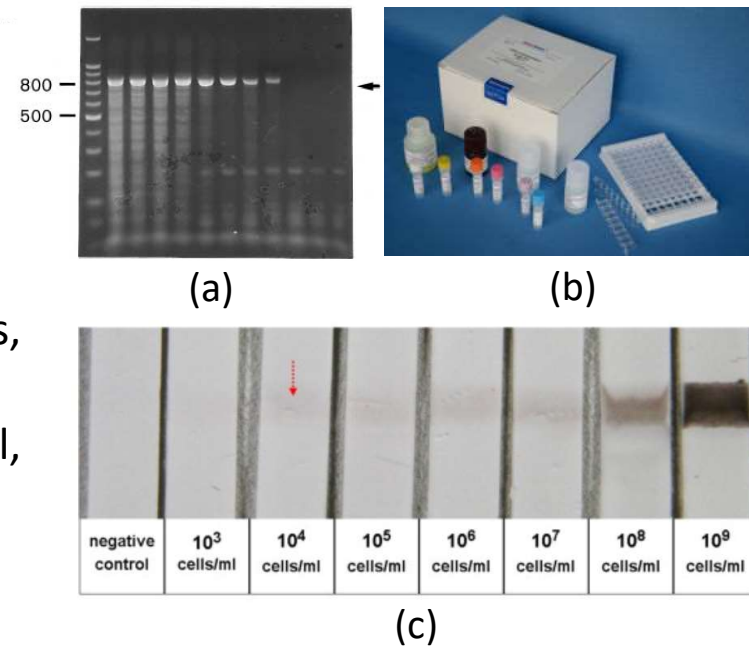 800
500
(a)
(b)
s,
l,
negative control
10³ cells/ml
10⁴ cells/ml
10⁵ cells/ml
10⁶ cells/ml
10⁷ cells/ml
10⁸ cells/ml
10⁹ cells/ml
(c)